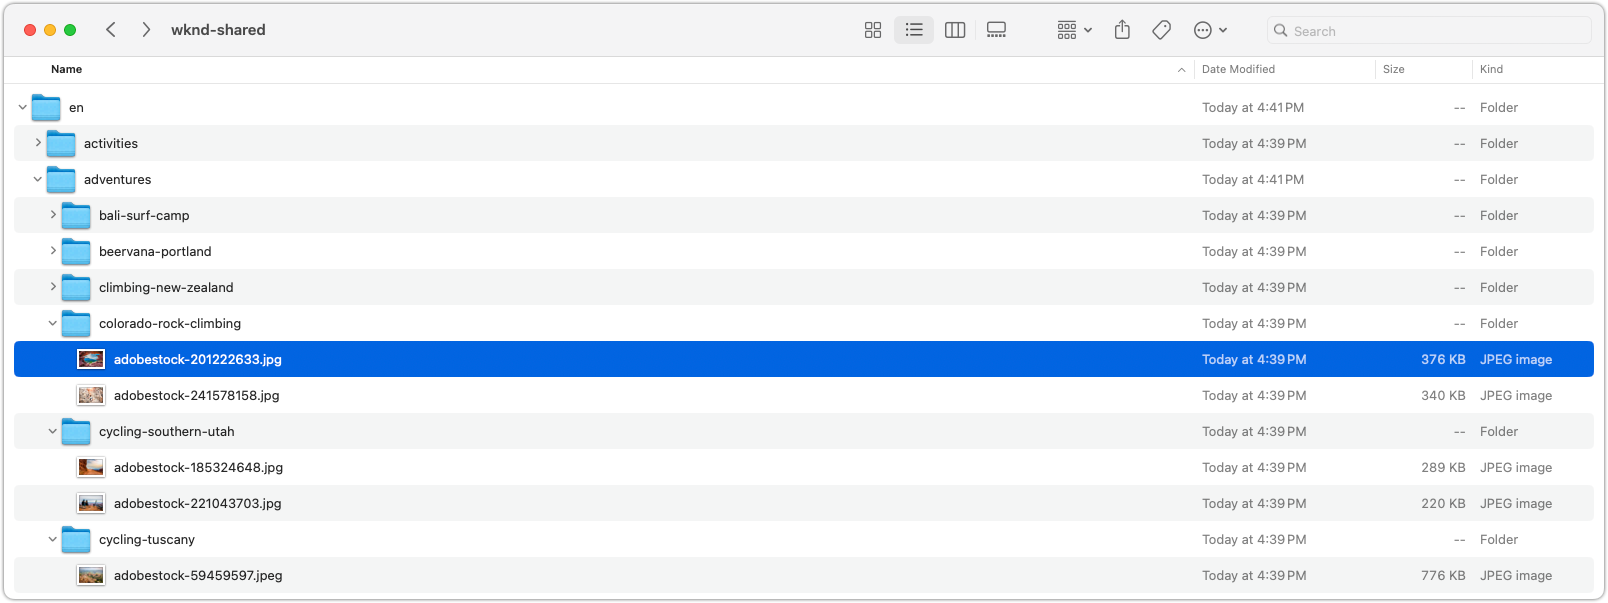 wknd-shared
Search
Name Date Modified Size Kind
en Today at 4:41 PM -- Folder
activities Today at 4:39 PM -- Folder
adventures Today at 4:41 PM -- Folder
bali-surf-camp Today at 4:39 PM -- Folder
beervana-portland Today at 4:39 PM -- Folder
climbing-new-zealand Today at 4:39 PM -- Folder
colorado-rock-climbing Today at 4:39 PM -- Folder
adobestock-201222633.jpg Today at 4:39 PM 376 KB JPEG image
adobestock-241578158.jpg Today at 4:39 PM 340 KB JPEG image
cycling-southern-utah Today at 4:39 PM -- Folder
adobestock-185324648.jpg Today at 4:39 PM 289 KB JPEG image
adobestock-221043703.jpg Today at 4:39 PM 220 KB JPEG image
cycling-tuscany Today at 4:39 PM -- Folder
adobestock-59459597.jpeg Today at 4:39 PM 776 KB JPEG image